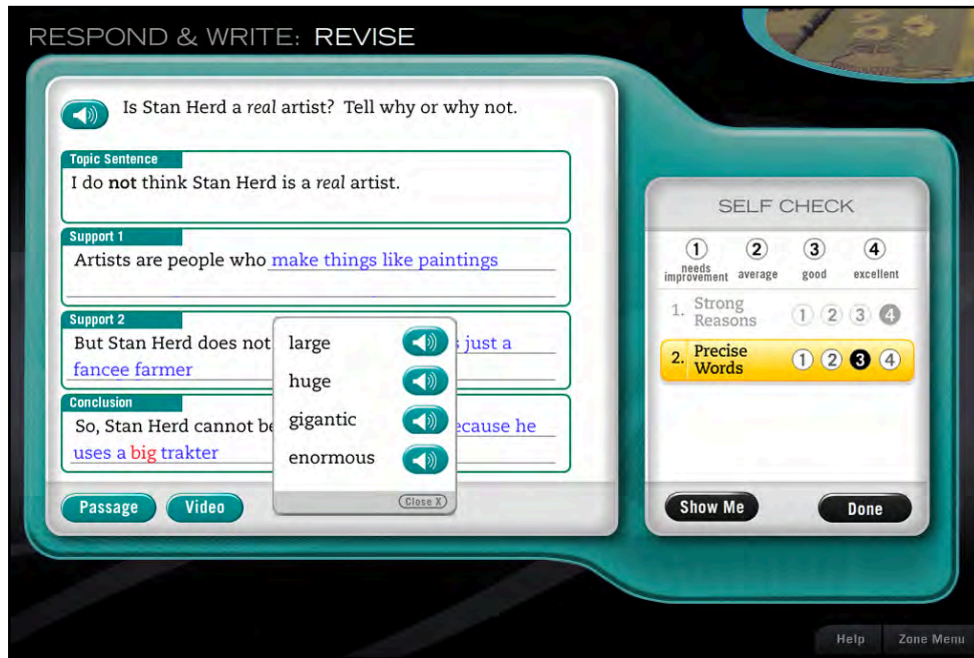 RESPOND & WRITE: REVISE
Is Stan Herd a real artist? Tell why or why not.
Topic Sentence
I do not think Stan Herd is a real artist.
Support 1
Artists are people who make things like paintings
Support 2
But Stan Herd does not
just a
fancee farmer
Conclusion
So, Stan Herd cannot
ecause he
uses a big trakter
large
huge
gigantic
enormous
Close X
Passage
Video
SELF CHECK
1 2 3 4
needs improvement average good excellent
1. Strong Reasons 1 2 3 4
2. Precise Words 1 2 3 4
Show Me
Done
Help
Zone Menu